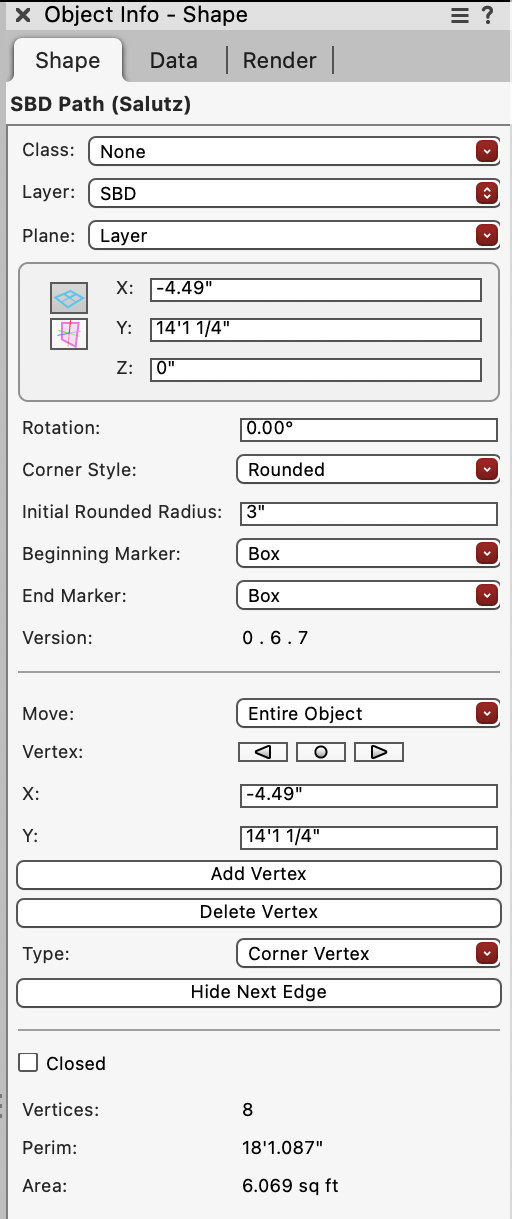 Object Info - Shape ?
Shape Data Render
SBD Path (Salutz)
Class: None
Layer: SBD
Plane: Layer
X: -4.49"
Y: 14'1 1/4"
Z: 0"
Rotation: 0.00°
Corner Style: Rounded
Initial Rounded Radius: 3"
Beginning Marker: Box
End Marker: Box
Version: 0 . 6 . 7
Move: Entire Object
Vertex:
X: -4.49"
Y: 14'1 1/4"
Add Vertex
Delete Vertex
Type: Corner Vertex
Hide Next Edge
Closed
Vertices: 8
Perim: 18'1.087"
Area: 6.069 sq ft